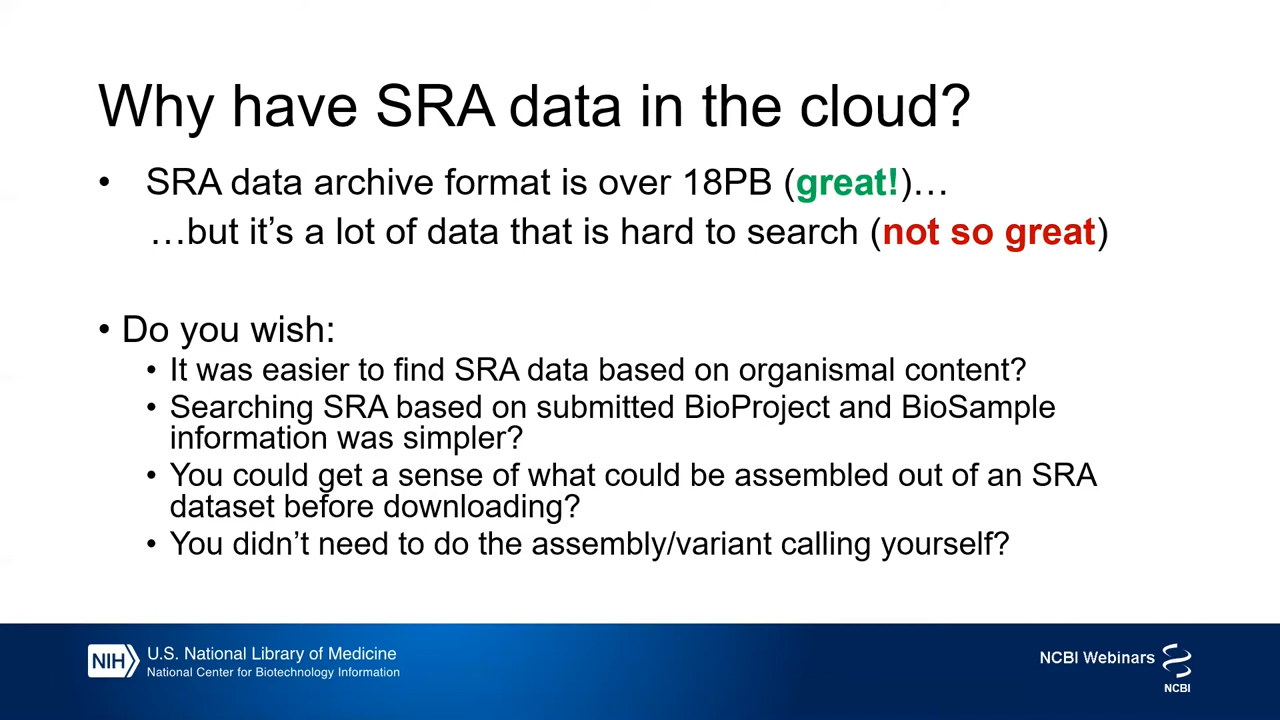 Why have SRA data in the cloud?
• SRA data archive format is over 18PB (great!)…
…but it’s a lot of data that is hard to search (not so great)
• Do you wish:
• It was easier to find SRA data based on organismal content?
• Searching SRA based on submitted BioProject and BioSample
information was simpler?
• You could get a sense of what could be assembled out of an SRA
dataset before downloading?
• You didn’t need to do the assembly/variant calling yourself?
NIH
U.S. National Library of Medicine
National Center for Biotechnology Information
NCBI Webinars
NCBI